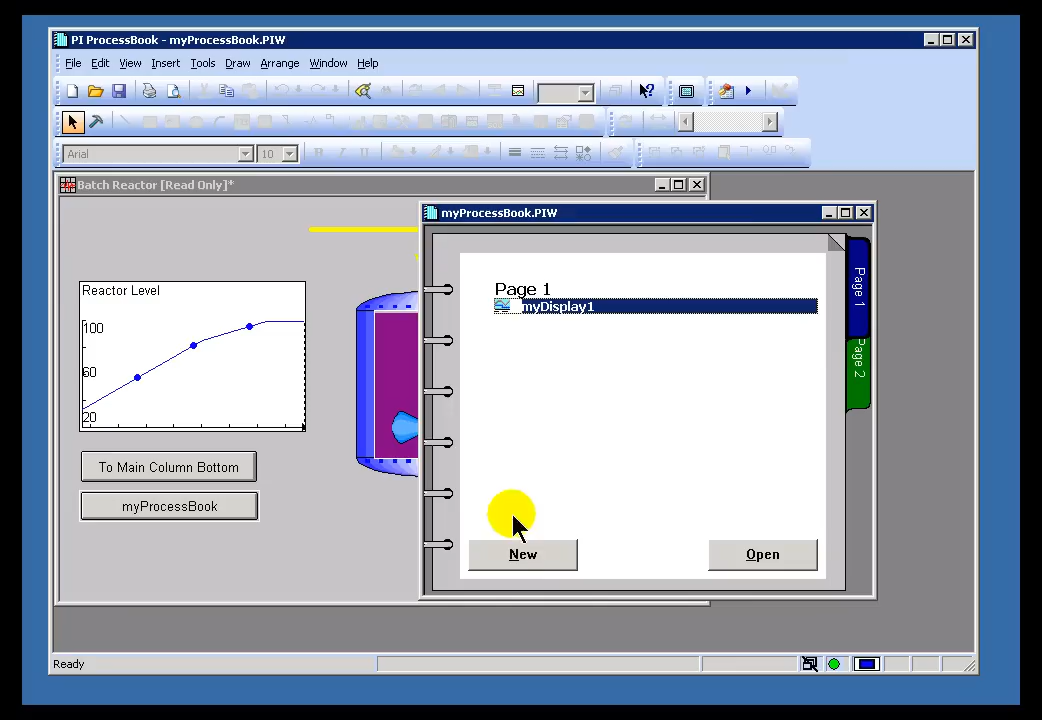 PI ProcessBook - myProcessBook.PIW
File Edit View Insert Tools Draw Arrange Window Help
Arial 10 B I U
Batch Reactor [Read Only]*
myProcessBook.PIW
Reactor Level
100
60
20
To Main Column Bottom
myProcessBook
Page 1
myDisplay1
Page 1
Page 2
New
Open
Ready